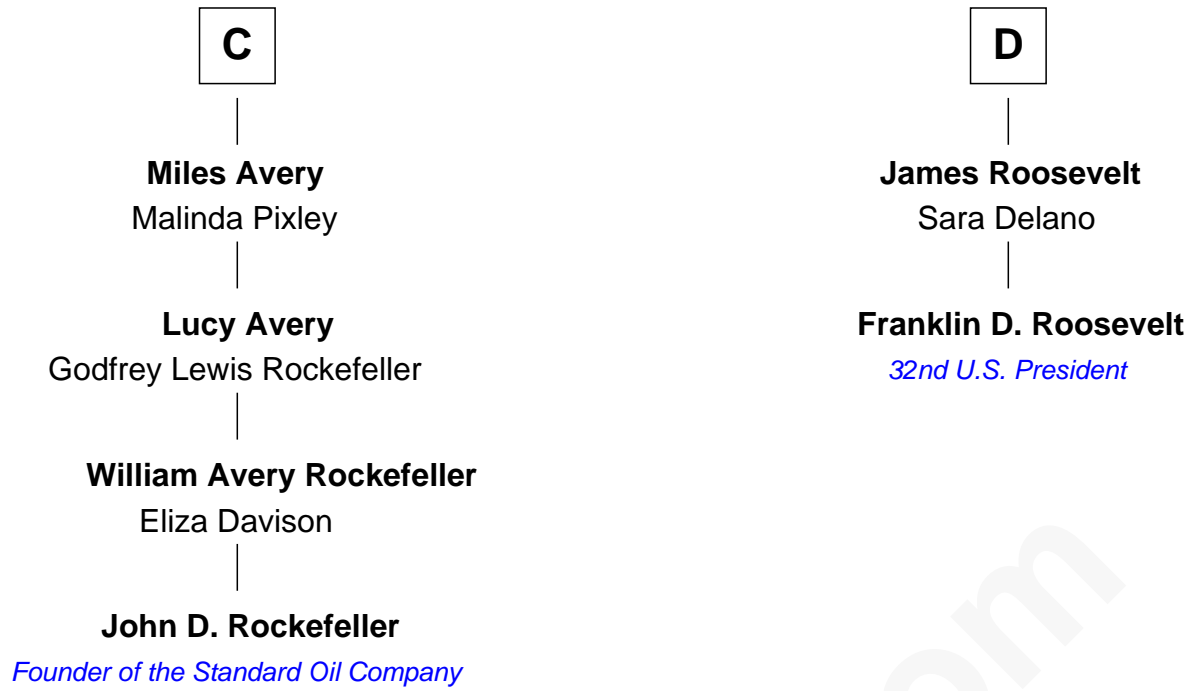 C
Miles Avery
Malinda Pixley
Lucy Avery
Godfrey Lewis Rockefeller
William Avery Rockefeller
Eliza Davison
John D. Rockefeller
Founder of the Standard Oil Company
D
James Roosevelt
Sara Delano
Franklin D. Roosevelt
32nd U.S. President
om